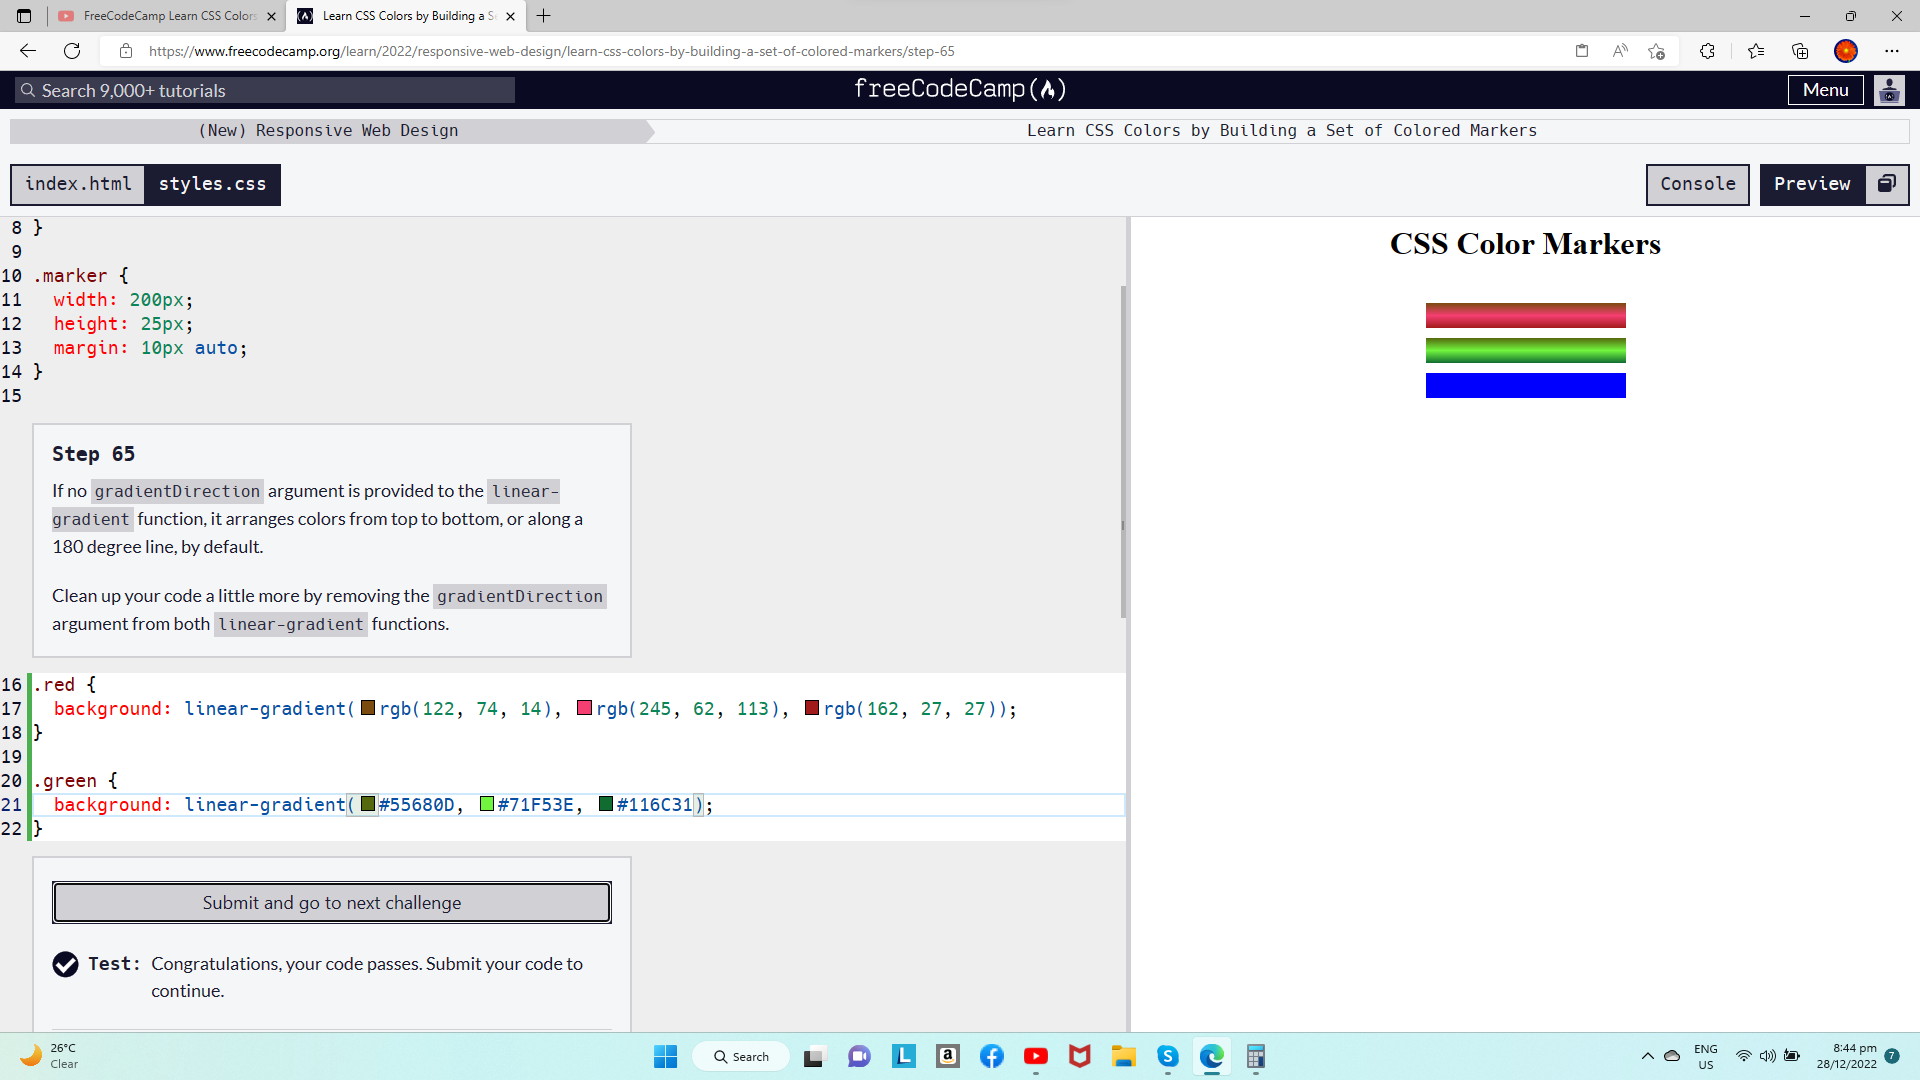 FreeCodeCamp Learn CSS Colors
Learn CSS Colors by Building a Se
https://www.freecodecamp.org/learn/2022/responsive-web-design/learn-css-colors-by-building-a-set-of-colored-markers/step-65
Search 9,000+ tutorials
freeCodeCamp
Menu
(New) Responsive Web Design
Learn CSS Colors by Building a Set of Colored Markers
index.html
styles.css
Console
Preview
8 }
9
10 .marker {
11 width: 200px;
12 height: 25px;
13 margin: 10px auto;
14 }
15
Step 65
If no gradientDirection argument is provided to the linear-
gradient function, it arranges colors from top to bottom, or along a
180 degree line, by default.
Clean up your code a little more by removing the gradientDirection
argument from both linear-gradient functions.
16 .red {
17 background: linear-gradient(rgb(122, 74, 14), rgb(245, 62, 113), rgb(162, 27, 27));
18 }
19
20 .green {
21 background: linear-gradient(#55680D, #71F53E, #116C31);
22 }
Submit and go to next challenge
Test: Congratulations, your code passes. Submit your code to
continue.
CSS Color Markers
26°C
Clear
Search
L
a
S
ENG
US
8:44 pm
28/12/2022
7